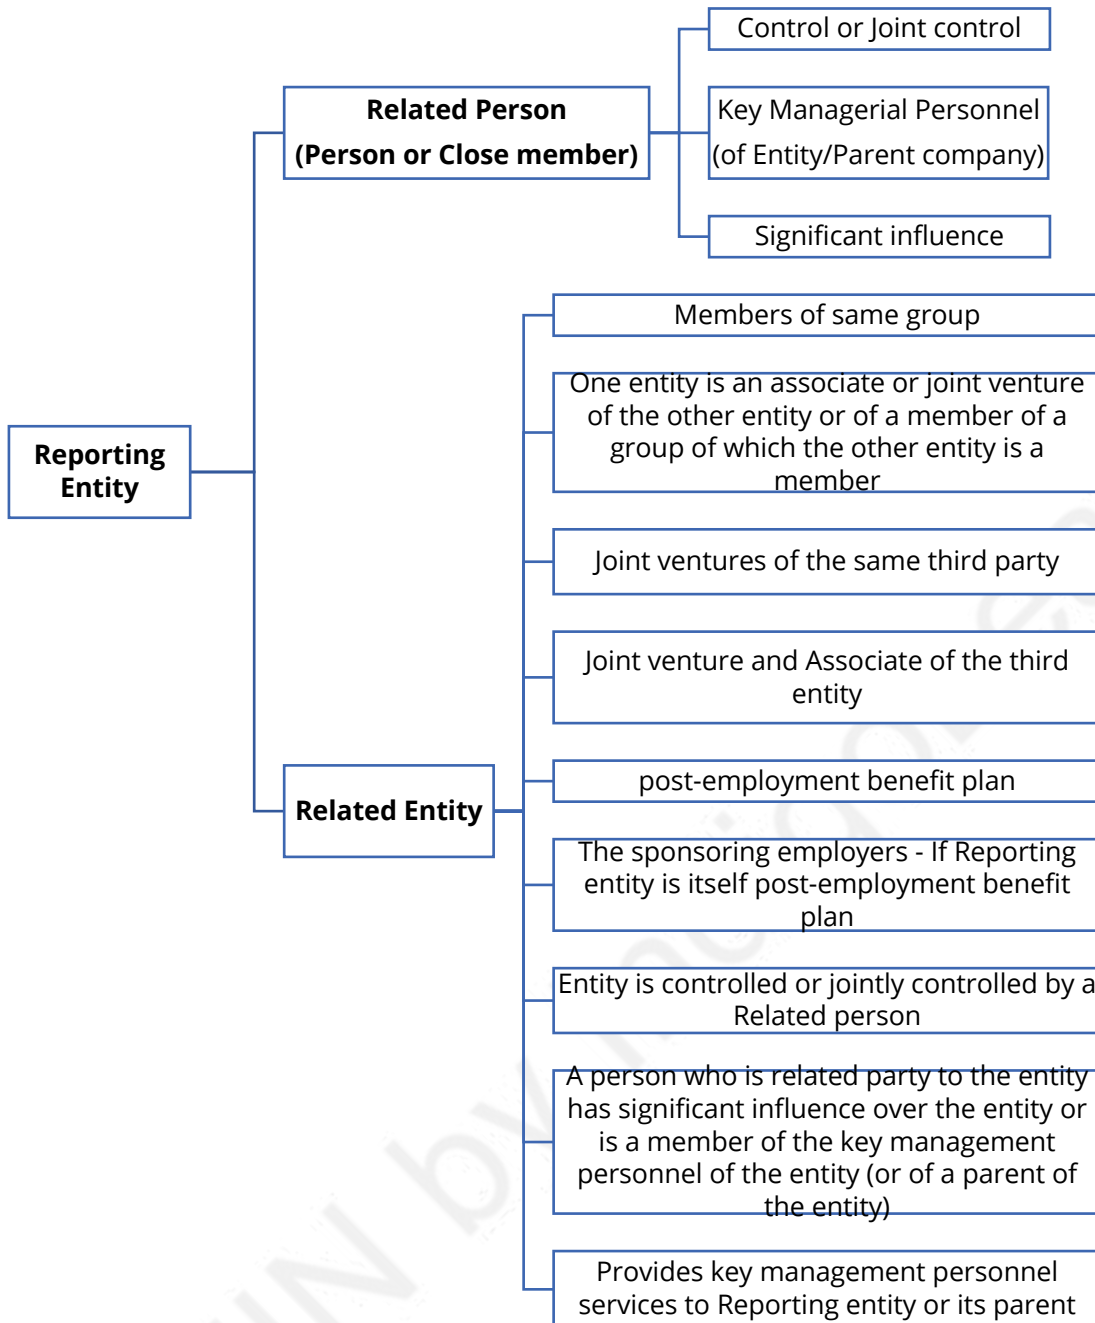 Control or Joint control
Related Person
(Person or Close member)
Key Managerial Personnel
(of Entity/Parent company)
Significant influence
Members of same group
One entity is an associate or joint venture
of the other entity or of a member of a
group of which the other entity is a
member
Reporting
Entity
Joint ventures of the same third party
Joint venture and Associate of the third
entity
Related Entity
post-employment benefit plan
The sponsoring employers - If Reporting
entity is itself post-employment benefit
plan
Entity is controlled or jointly controlled by a
Related person
A person who is related party to the entity
has significant influence over the entity or
is a member of the key management
personnel of the entity (or of a parent of
the entity)
Provides key management personnel
services to Reporting entity or its parent